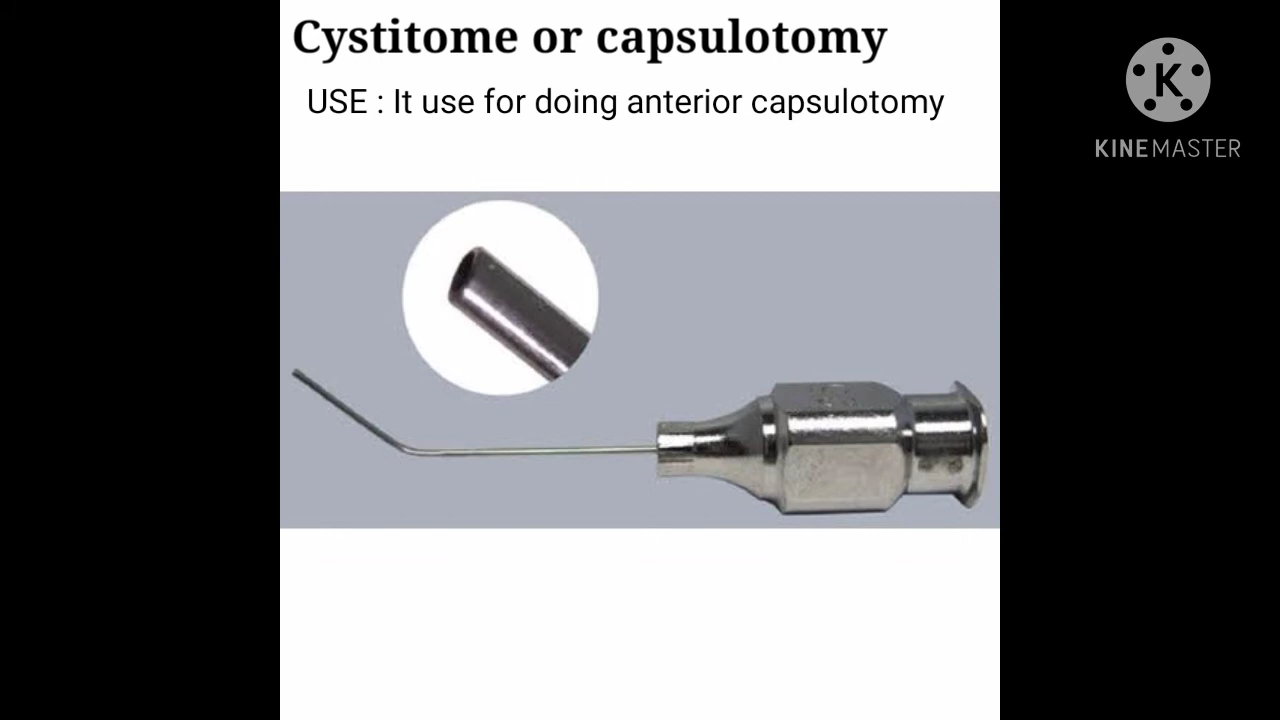 Cystitome or capsulotomy
USE : It use for doing anterior capsulotomy
K
KINEMASTER